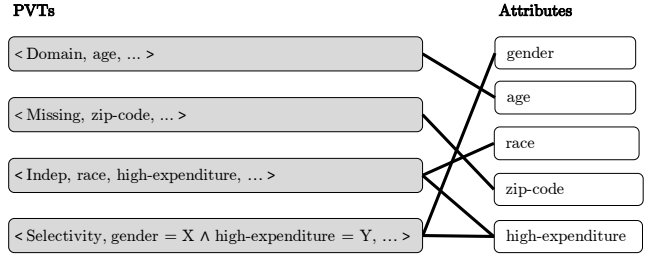 PVTs
Attributes
< Domain, age, ... >
< Missing, zip-code, ... >
< Indep, race, high-expenditure, ... >
< Selectivity, gender = X ∧ high-expenditure = Y, ... >
gender
age
race
zip-code
high-expenditure